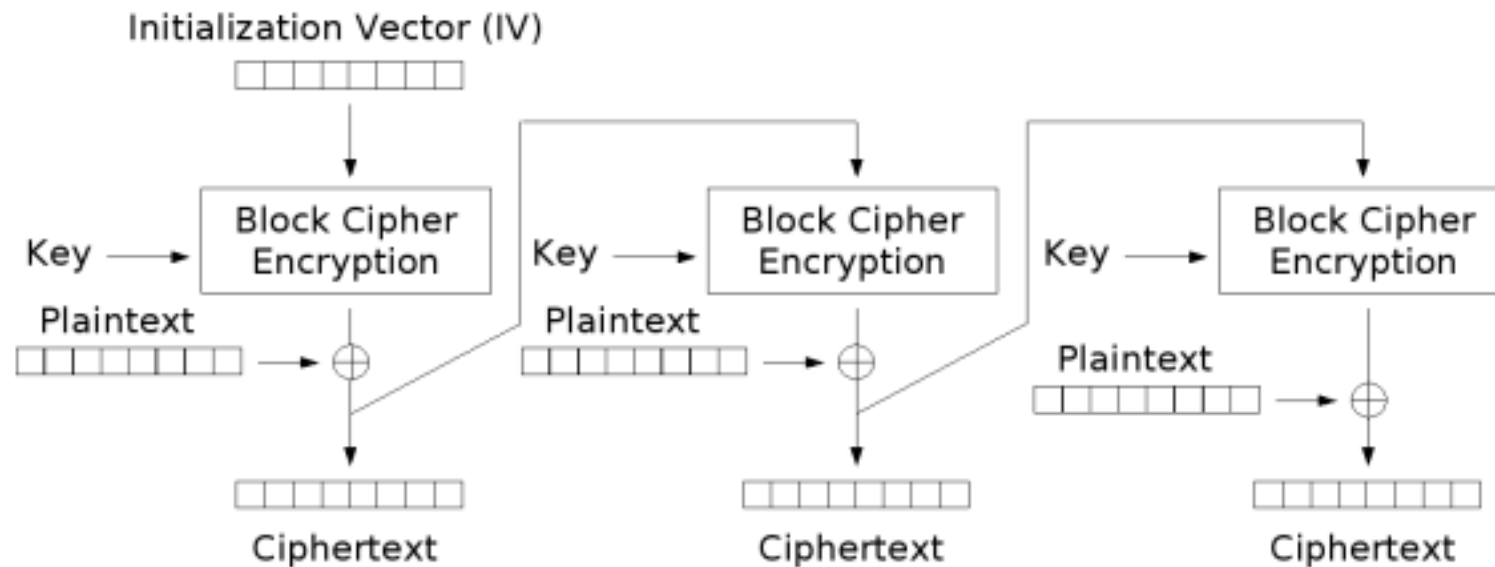 Initialization Vector (IV)
Block Cipher
Encryption
Block Cipher
Encryption
Block Cipher
Encryption
Key
Key
Key
Plaintext
Plaintext
Plaintext
Ciphertext
Ciphertext
Ciphertext